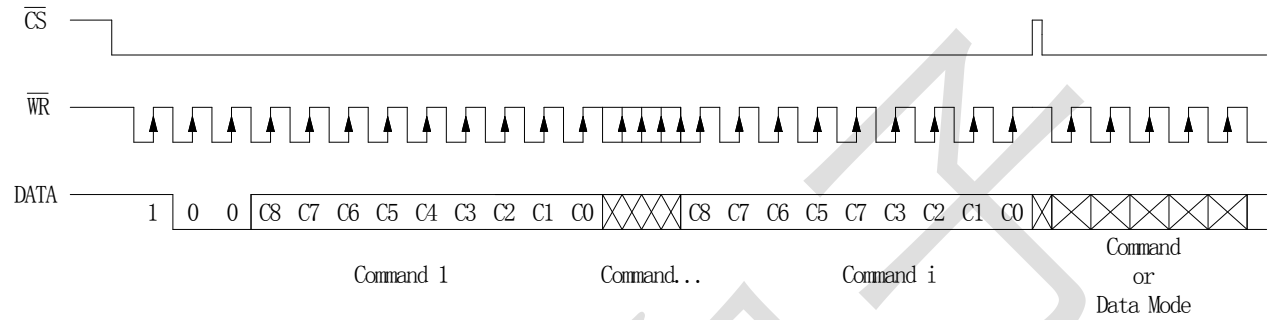 CS
WR
DATA 1 0 0 C8 C7 C6 C5 C4 C3 C2 C1 C0 C8 C7 C6 C5 C7 C3 C2 C1 C0
Command 1 Command... Command i Command
or
Data Mode